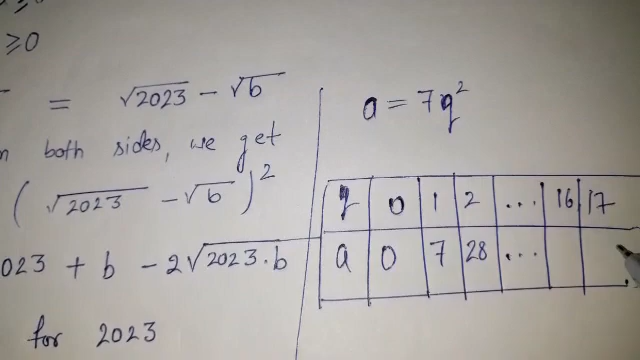 ≥0
= √2023 - √b
both sides, we get
(√2023 - √b)²
023 + b - 2√2023·b
for 2023
a = 7q²
q 0 1 2 ... 16 17
a 0 7 28 ...